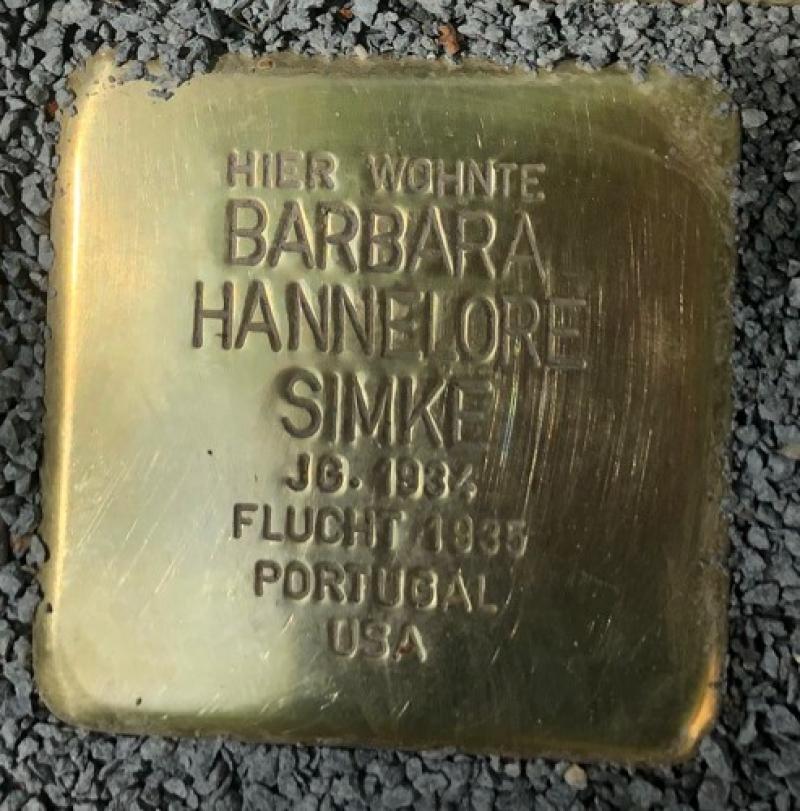 HIER WOHNTE
BARBARA
HANNELORE
SIMKE
JG. 1934
FLUCHT 1935
PORTUGAL
USA